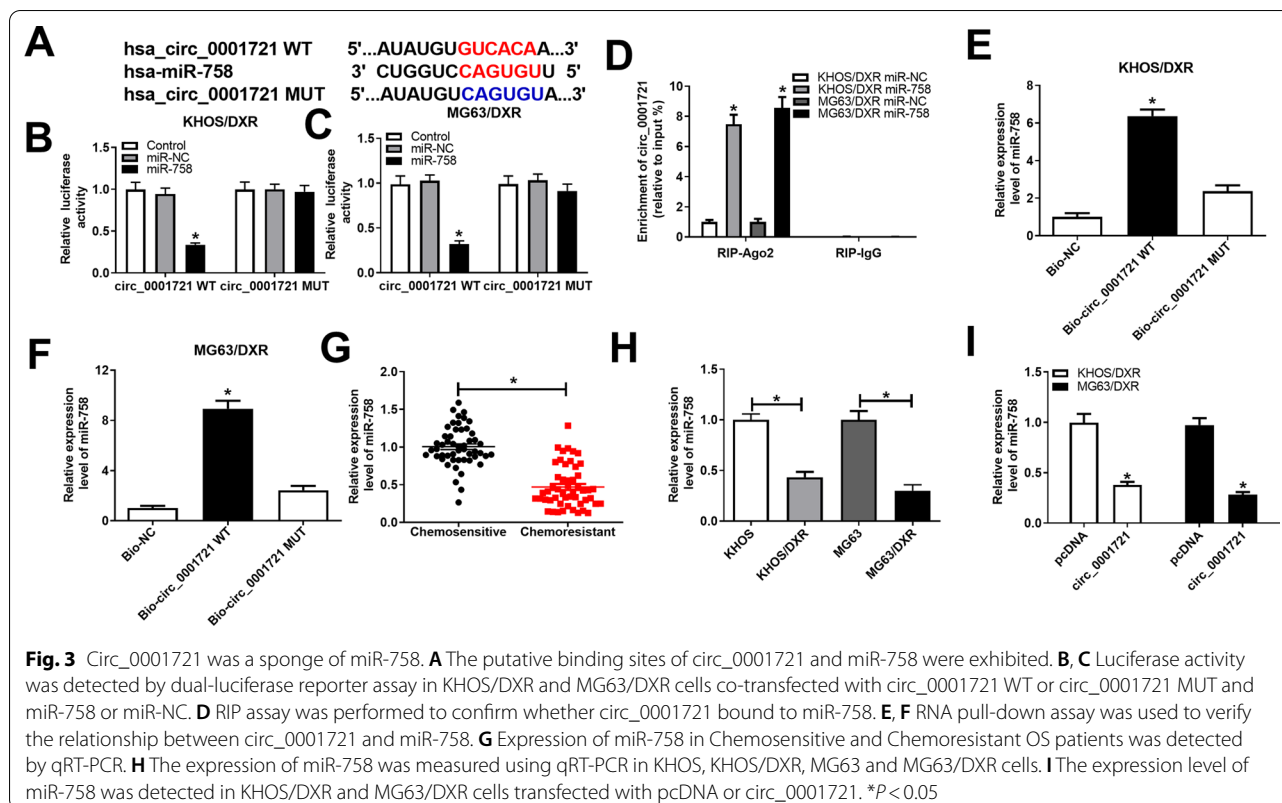 A
hsa_circ_0001721 WT 5'...AUAUGUGUCACAA...3'
hsa-miR-758 3' CUGGUCCAGUGUU 5'
hsa_circ_0001721 MUT 5'...AUAUGUCAGUGUA...3'
B
KHOS/DXR
Control
miR-NC
miR-758
Relative luciferase
activity
1.5
1.0
0.5
0.0
*
circ_0001721 WT circ_0001721 MUT
C
MG63/DXR
Control
miR-NC
miR-758
Relative luciferase
activity
1.5
1.0
0.5
0.0
*
circ_0001721 WT circ_0001721 MUT
D
KHOS/DXR miR-NC
KHOS/DXR miR-758
MG63/DXR miR-NC
MG63/DXR miR-758
Enrichment of circ_0001721
(relative to input %)
10
8
6
4
2
0
* *
RIP-Ago2 RIP-IgG
E
KHOS/DXR
Relative expression
level of miR-758
8
6
4
2
0
*
Bio-NC
Bio-circ_0001721 WT
Bio-circ_0001721 MUT
F
MG63/DXR
Relative expression
level of miR-758
12
9
6
3
0
*
Bio-NC
Bio-circ_0001721 WT
Bio-circ_0001721 MUT
G
Relative expression
level of miR-758
2.0
1.5
1.0
0.5
0.0
*
Chemosensitive Chemoresistant
H
Relative expression
level of miR-758
1.5
1.0
0.5
0.0
* *
KHOS
KHOS/DXR
MG63
MG63/DXR
I
KHOS/DXR
MG63/DXR
Relative expression
level of miR-758
1.5
1.0
0.5
0.0
* *
pcDNA
circ_0001721
pcDNA
circ_0001721
Fig. 3 Circ_0001721 was a sponge of miR-758. A The putative binding sites of circ_0001721 and miR-758 were exhibited. B, C Luciferase activity
was detected by dual-luciferase reporter assay in KHOS/DXR and MG63/DXR cells co-transfected with circ_0001721 WT or circ_0001721 MUT and
miR-758 or miR-NC. D RIP assay was performed to confirm whether circ_0001721 bound to miR-758. E, F RNA pull-down assay was used to verify
the relationship between circ_0001721 and miR-758. G Expression of miR-758 in Chemosensitive and Chemoresistant OS patients was detected
by qRT-PCR. H The expression of miR-758 was measured using qRT-PCR in KHOS, KHOS/DXR, MG63 and MG63/DXR cells. I The expression level of
miR-758 was detected in KHOS/DXR and MG63/DXR cells transfected with pcDNA or circ_0001721. *P < 0.05